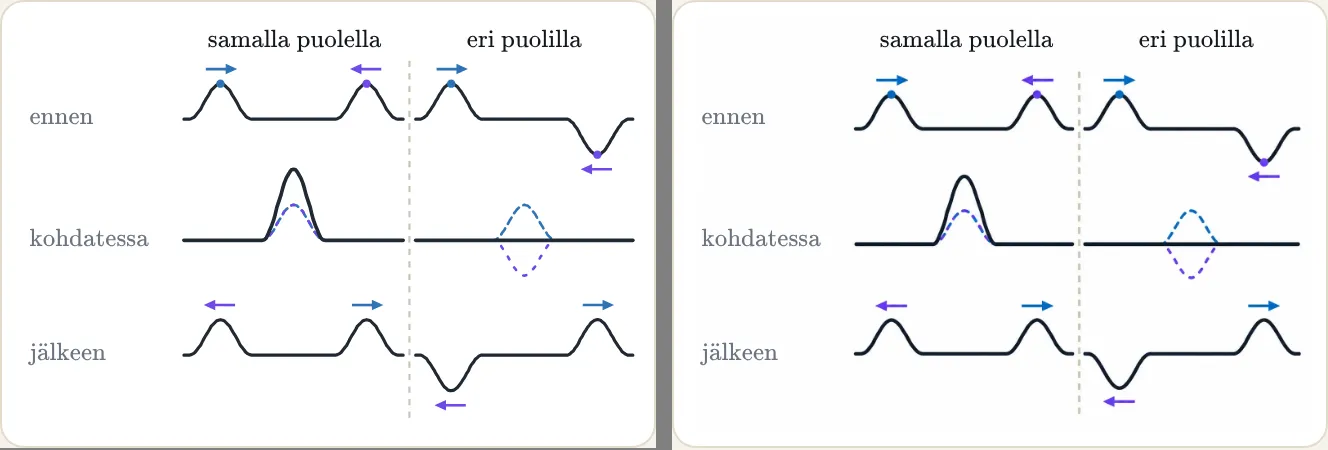 samalla puolella eri puolilla
ennen
kohdatessa
jälkeen
samalla puolella eri puolilla
ennen
kohdatessa
jälkeen